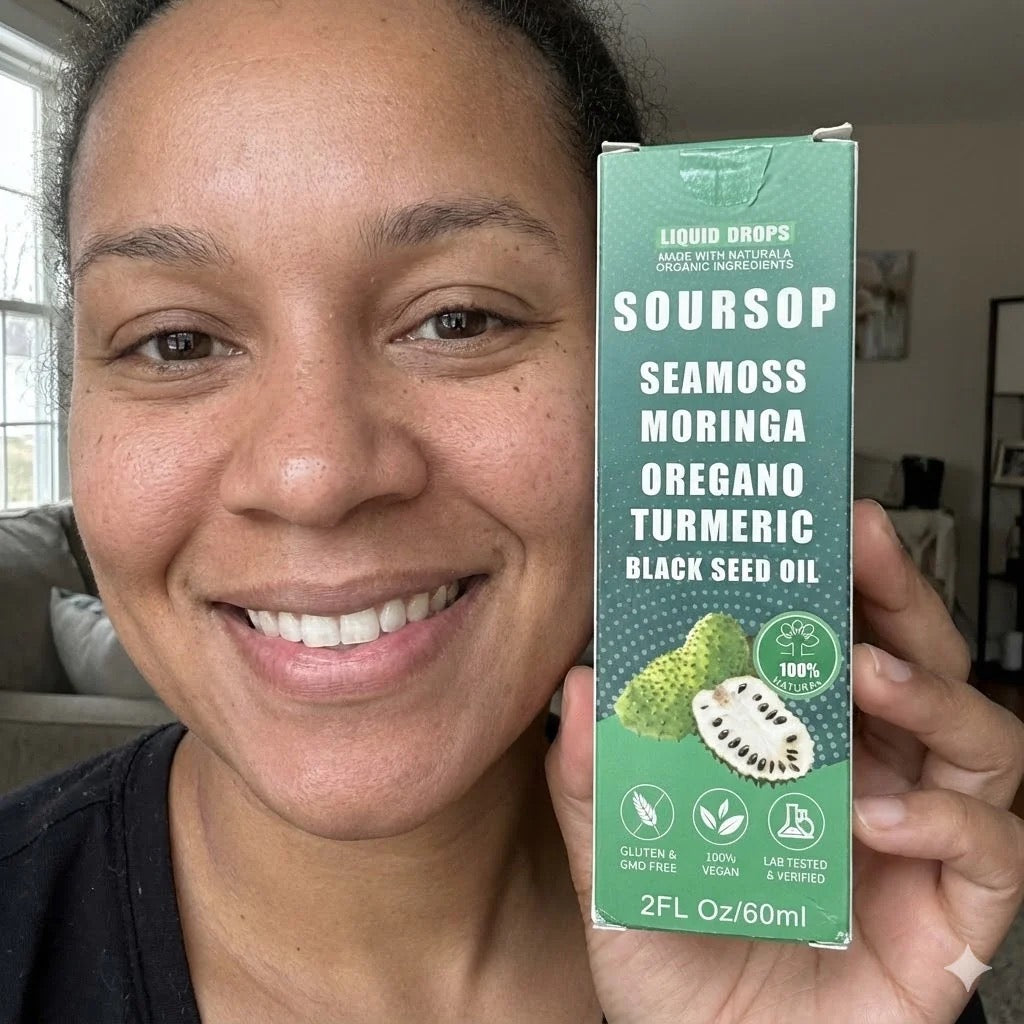 LIQUID DROPS
MADE WITH NATURAL A
ORGANIC INGREDIENTS
SOURSOP
SEAMOSS
MORINGA
OREGANO
TURMERIC
BLACK SEED OIL
100%
NATURAL
GLUTEN &
GMO FREE
100%
VEGAN
LAB TESTED
& VERIFIED
2FL Oz/60ml